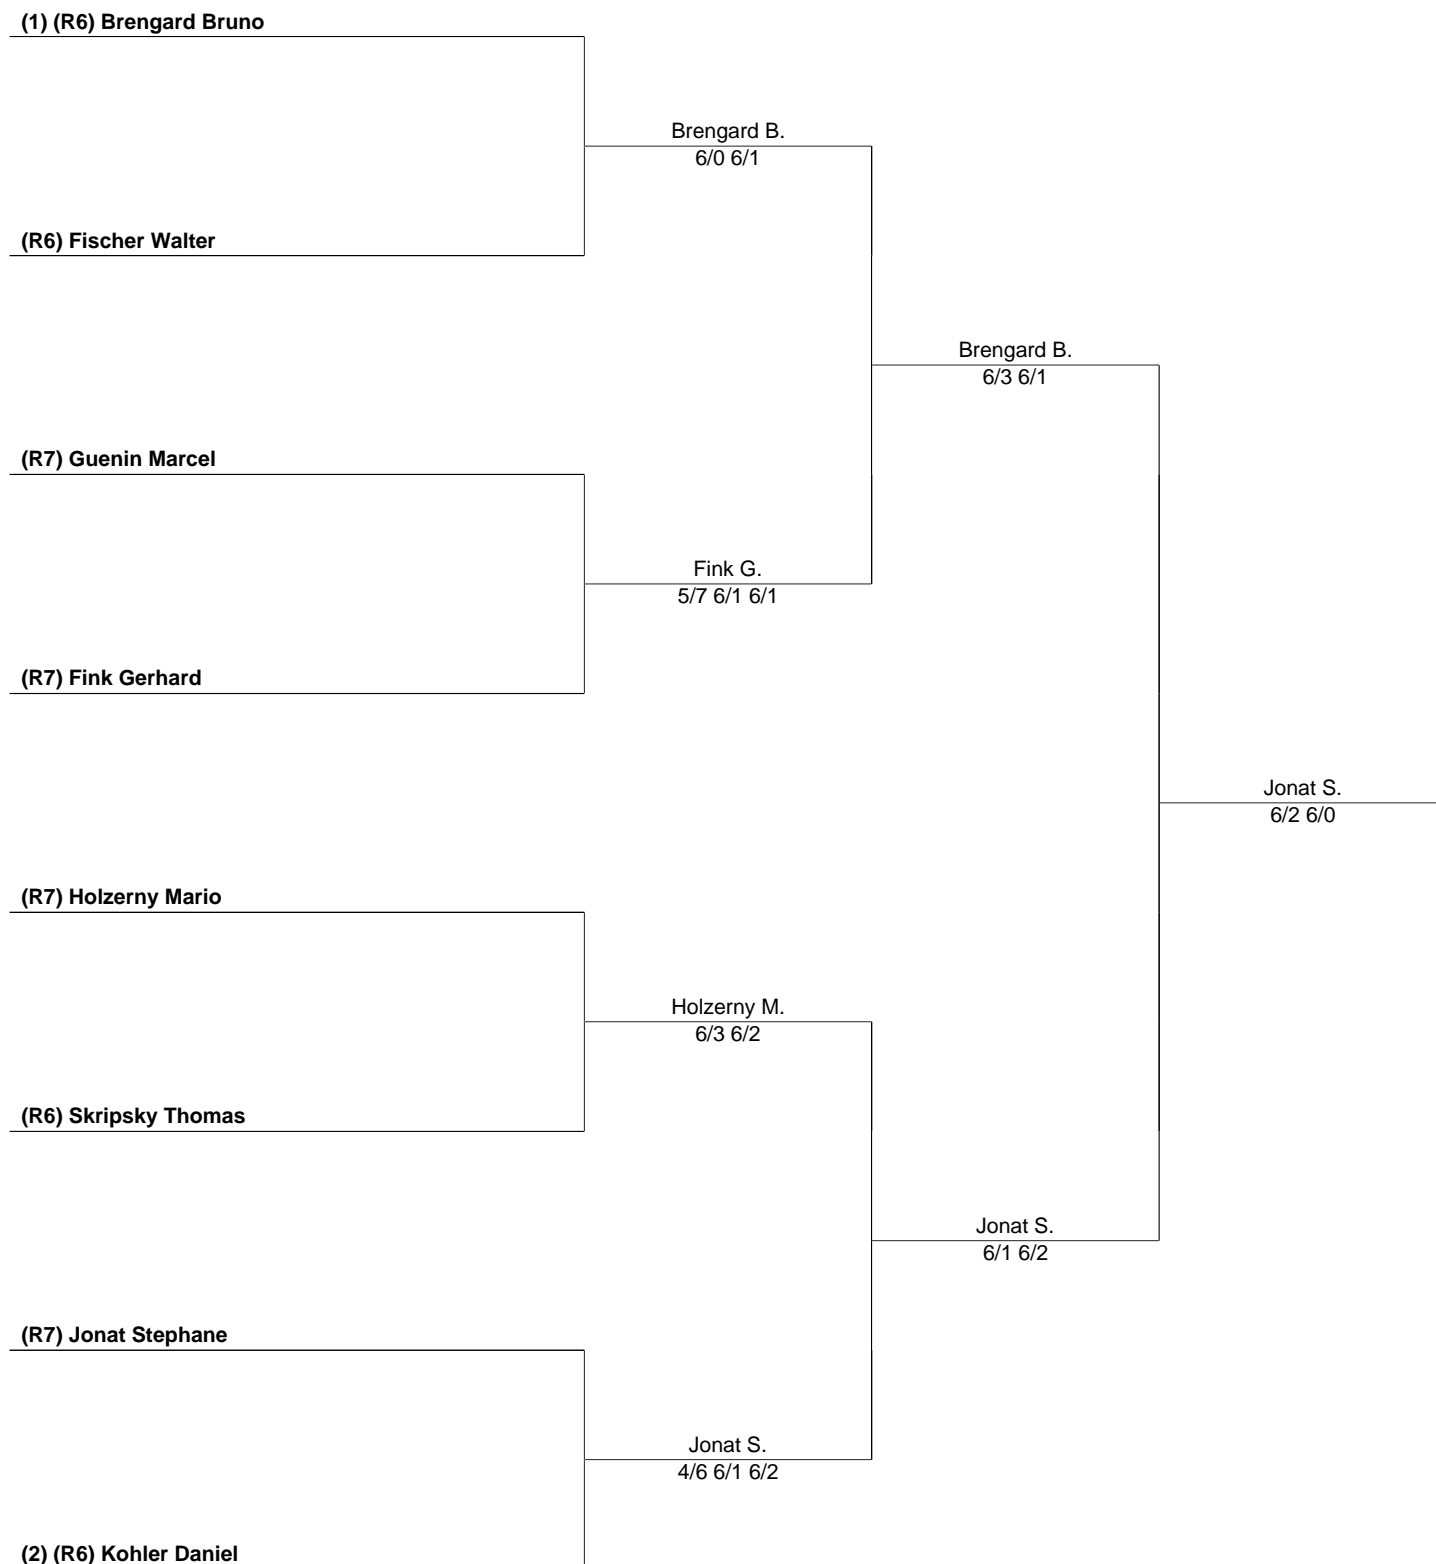 (1) (R6) Brengard Bruno
Brengard B.
6/0 6/1
(R6) Fischer Walter
Brengard B.
6/3 6/1
(R7) Guenin Marcel
Fink G.
5/7 6/1 6/1
(R7) Fink Gerhard
Jonat S.
6/2 6/0
(R7) Holzerny Mario
Holzerny M.
6/3 6/2
(R6) Skripsky Thomas
Jonat S.
6/1 6/2
(R7) Jonat Stephane
Jonat S.
4/6 6/1 6/2
(2) (R6) Kohler Daniel